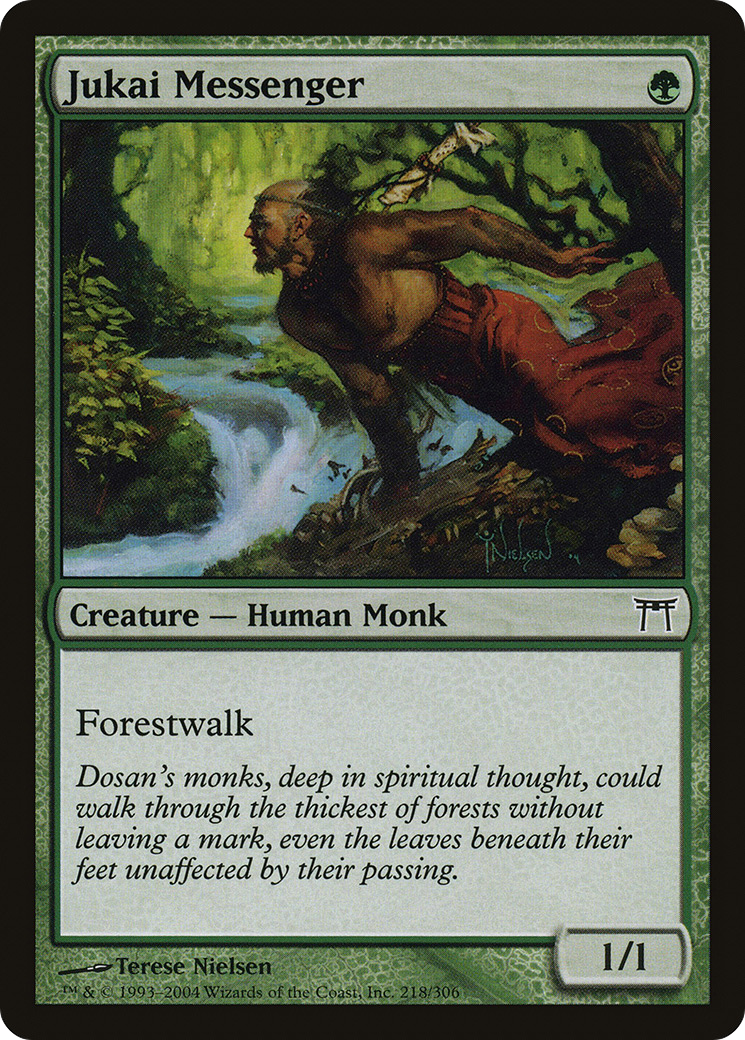 Jukai Messenger
TNielsen 04
Creature — Human Monk
Forestwalk
Dosan's monks, deep in spiritual thought, could
walk through the thickest of forests without
leaving a mark, even the leaves beneath their
feet unaffected by their passing.
1/1
Terese Nielsen
™ & © 1993–2004 Wizards of the Coast, Inc. 218/306